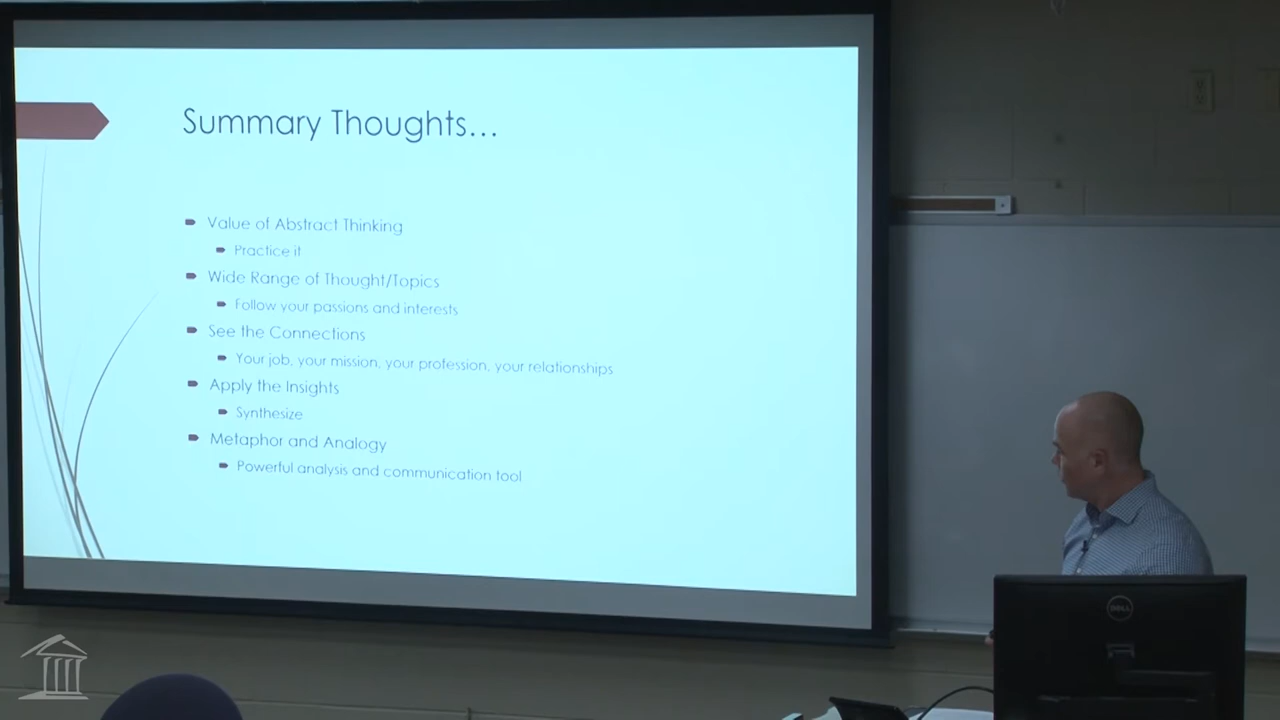 Summary Thoughts…
Value of Abstract Thinking
Practice it
Wide Range of Thought/Topics
Follow your passions and interests
See the Connections
Your job, your mission, your profession, your relationships
Apply the Insights
Synthesize
Metaphor and Analogy
Powerful analysis and communication tool
DELL